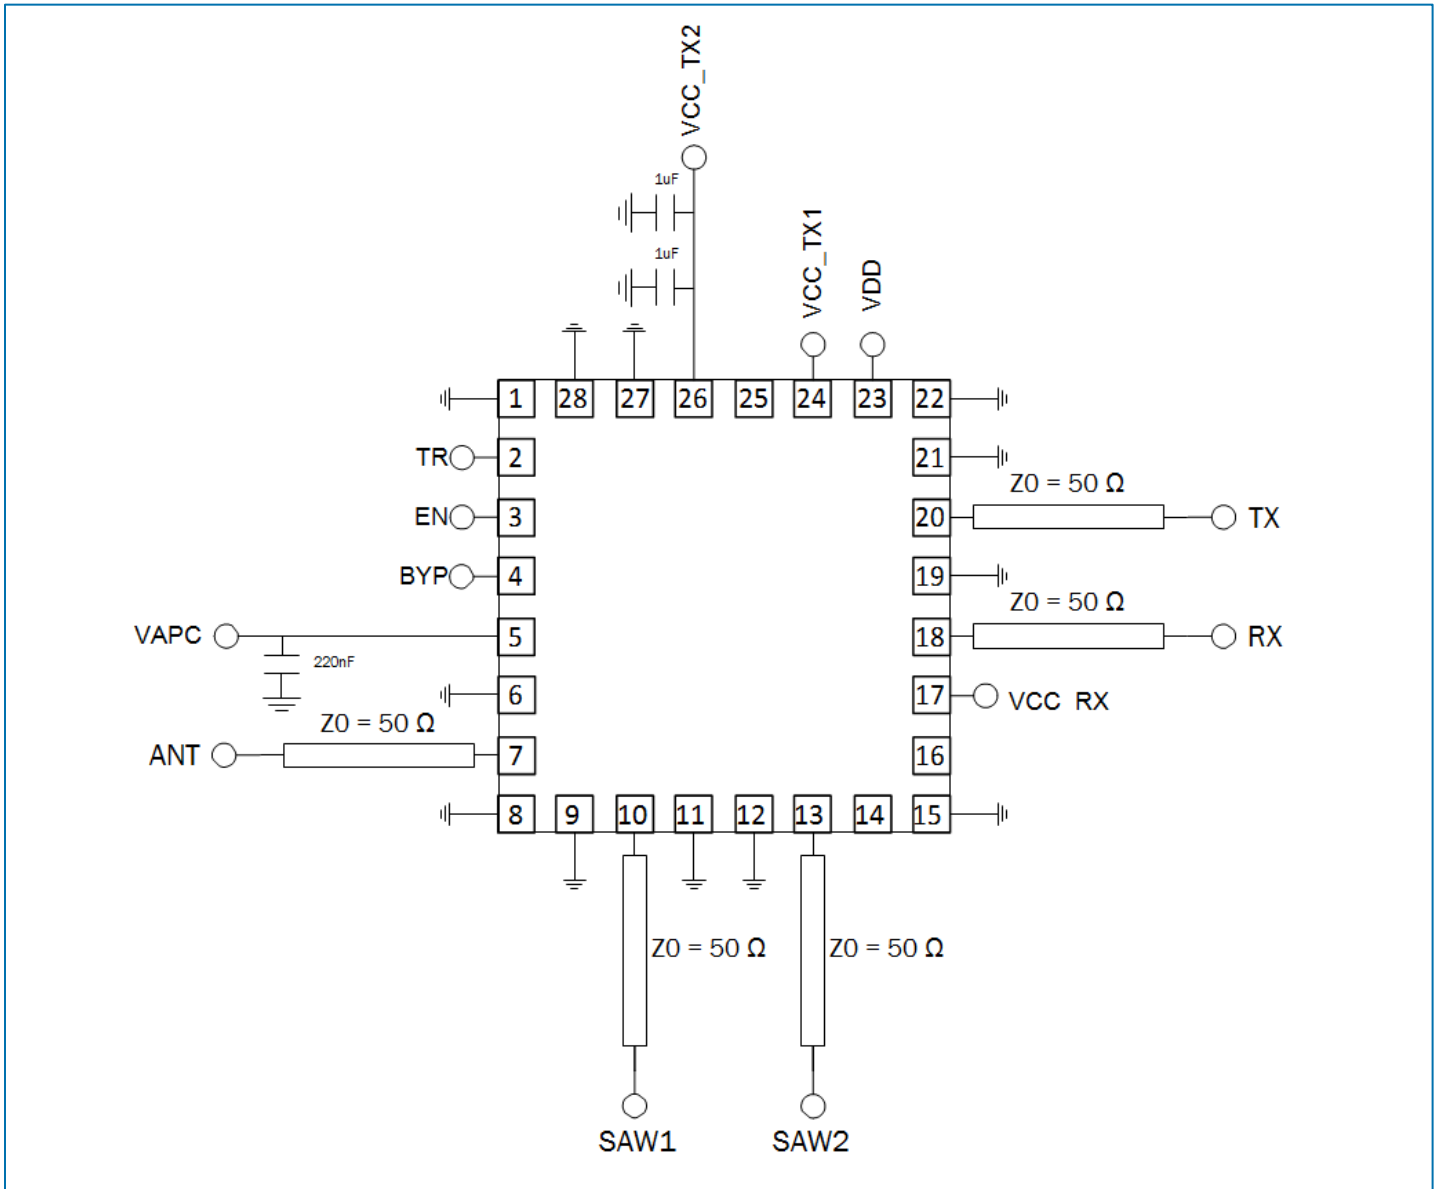 VCC_TX2
1uF
1uF
VCC_TX1
VDD
1 28 27 26 25 24 23 22
TR 2 21
Z0 = 50 Ω
EN 3 20 TX
BYP 4 19
Z0 = 50 Ω
VAPC 5 18 RX
220nF
6 17 VCC RX
Z0 = 50 Ω
ANT 7 16
8 9 10 11 12 13 14 15
Z0 = 50 Ω Z0 = 50 Ω
SAW1 SAW2